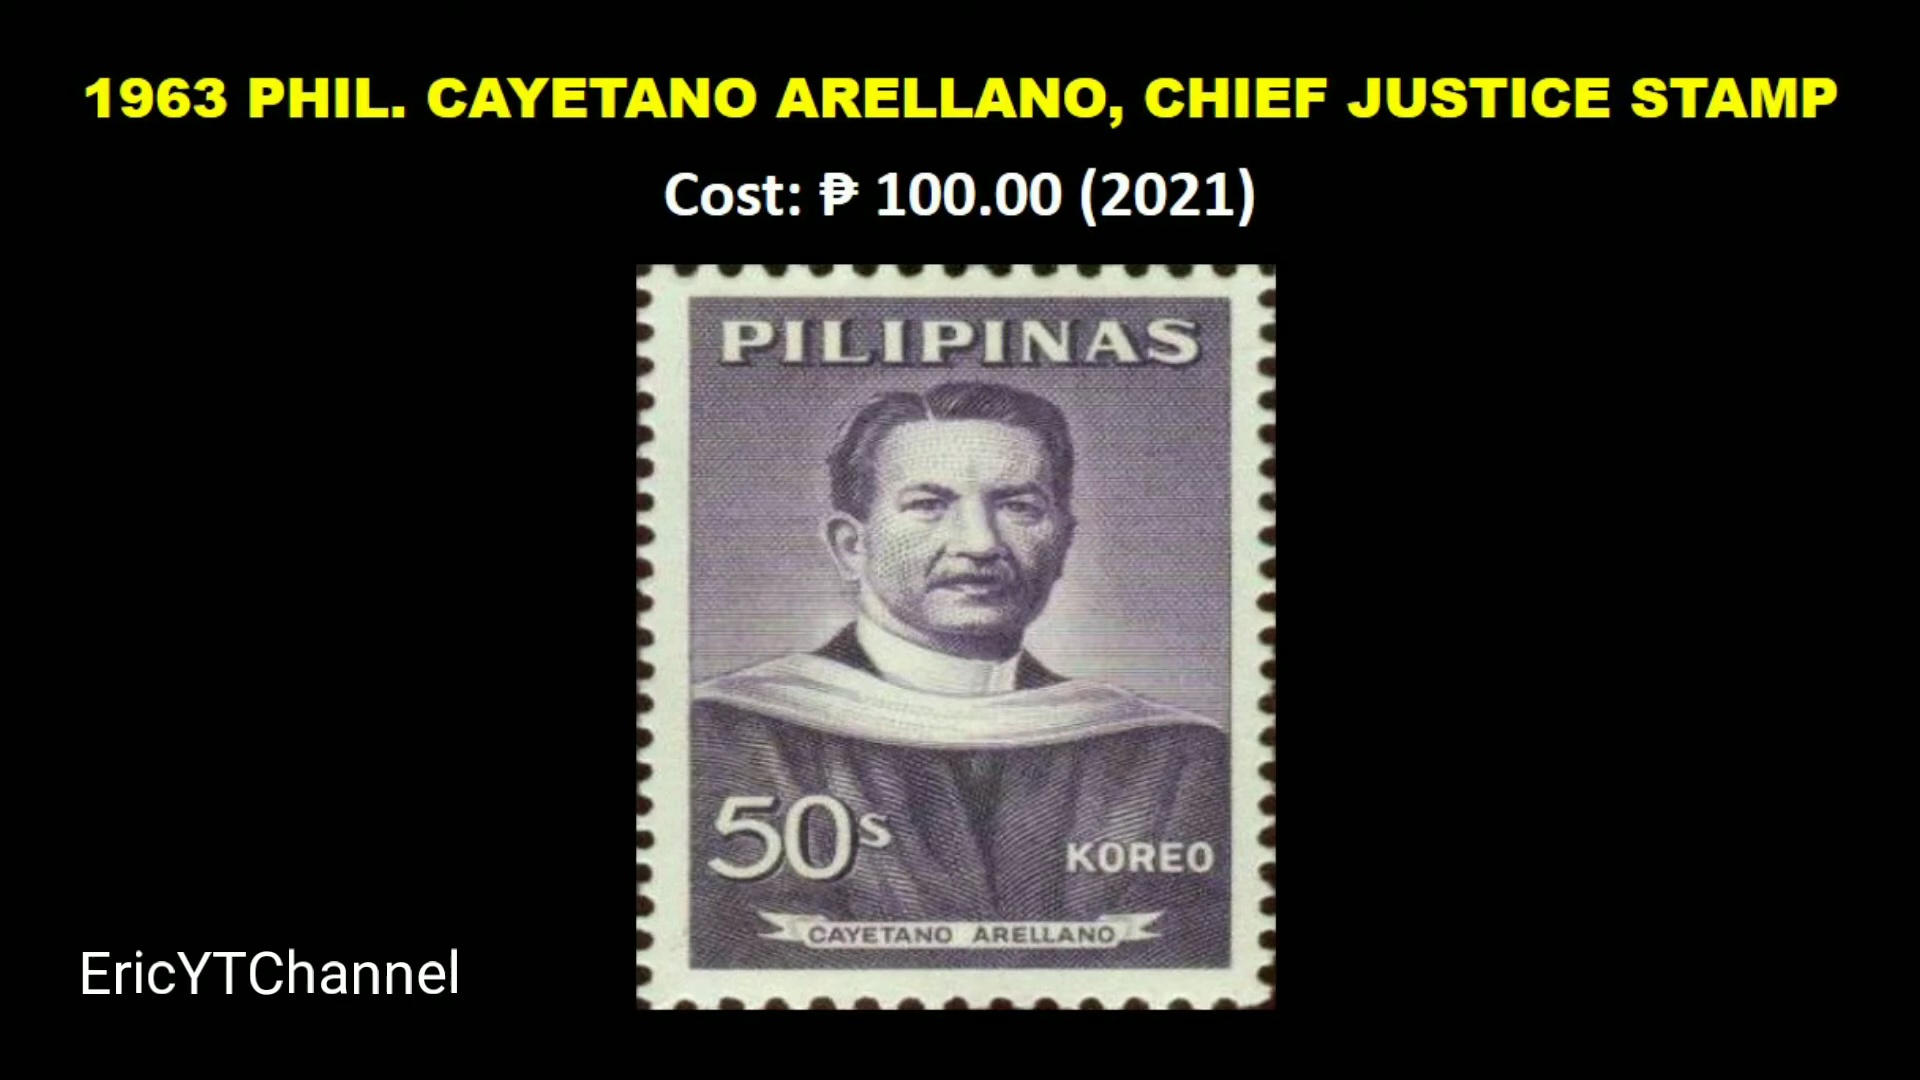 1963 PHIL. CAYETANO ARELLANO, CHIEF JUSTICE STAMP
Cost: ₱ 100.00 (2021)
PILIPINAS
50s
KOREO
CAYETANO ARELLANO
EricYTChannel